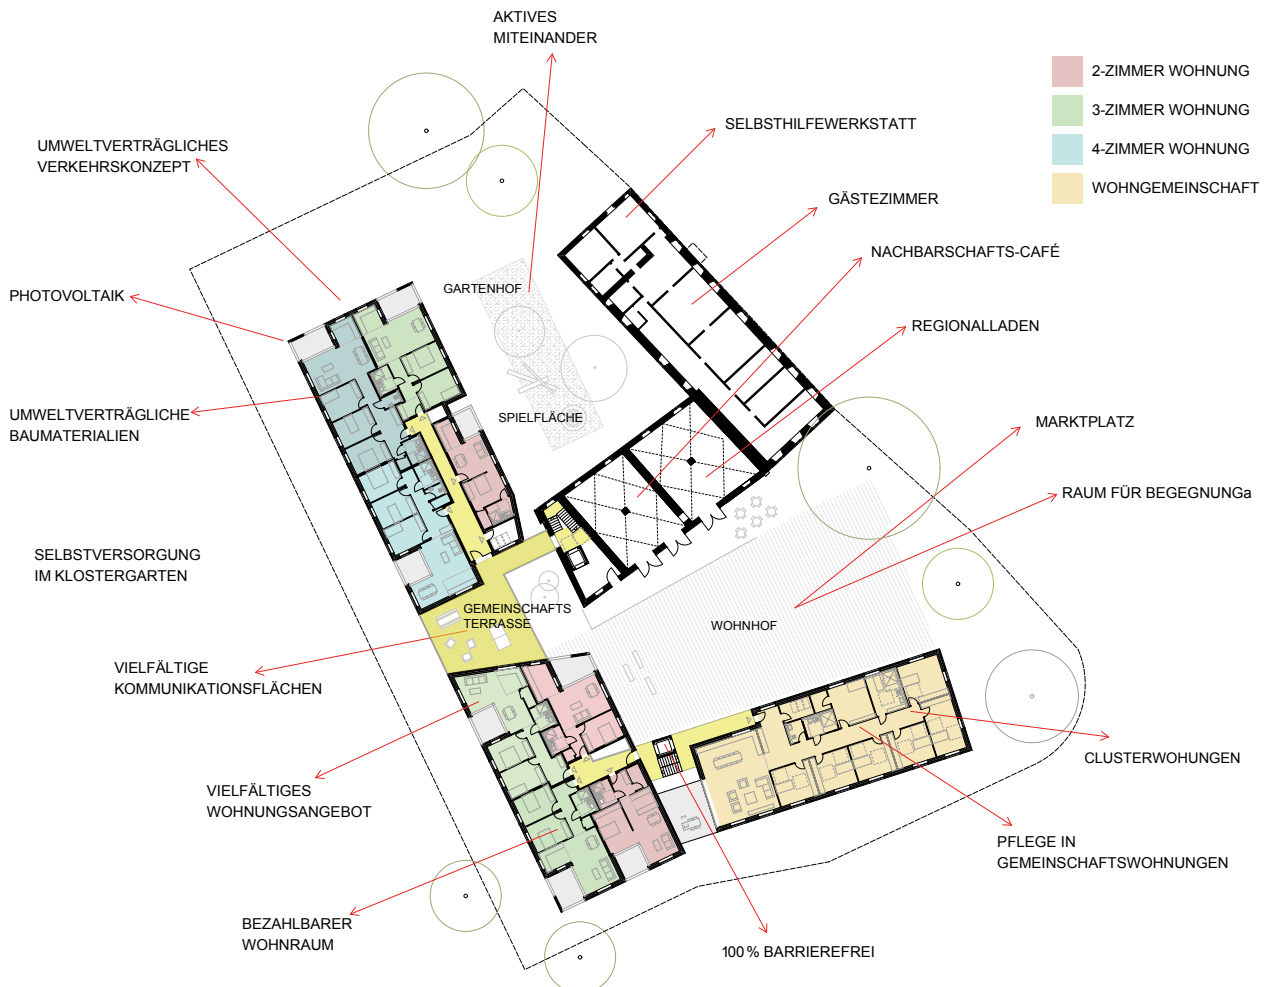 AKTIVES
MITEINANDER
2-ZIMMER WOHNUNG
3-ZIMMER WOHNUNG
4-ZIMMER WOHNUNG
WOHNGEMEINSCHAFT
SELBSTHILFEWERKSTATT
UMWELTVERTRÄGLICHES
VERKEHRSKONZEPT
GÄSTEZIMMER
NACHBARSCHAFTS-CAFÉ
GARTENHOF
PHOTOVOLTAIK
REGIONALLADEN
UMWELTVERTRÄGLICHE
BAUMATERIALIEN
SPIELFLÄCHE
MARKTPLATZ
RAUM FÜR BEGEGNUNGa
SELBSTVERSORGUNG
IM KLOSTERGARTEN
GEMEINSCHAFTS
TERRASSE
WOHNHOF
VIELFÄLTIGE
KOMMUNIKATIONSFLÄCHEN
CLUSTERWOHUNGEN
VIELFÄLTIGES
WOHNUNGSANGEBOT
PFLEGE IN
GEMEINSCHAFTSWOHNUNGEN
BEZAHLBARER
WOHNRAUM
100 % BARRIEREFREI